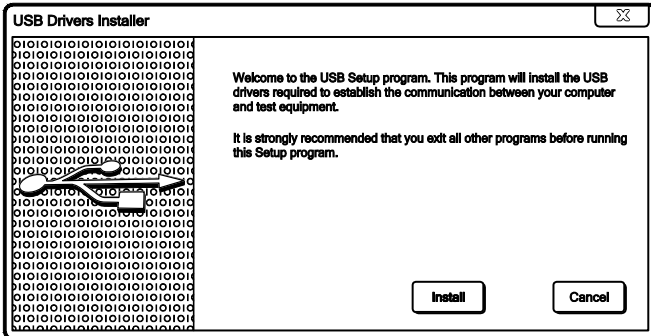 USB Drivers Installer
X
Welcome to the USB Setup program. This program will install the USB
drivers required to establish the communication between your computer
and test equipment.
It is strongly recommended that you exit all other programs before running
this Setup program.
Install
Cancel